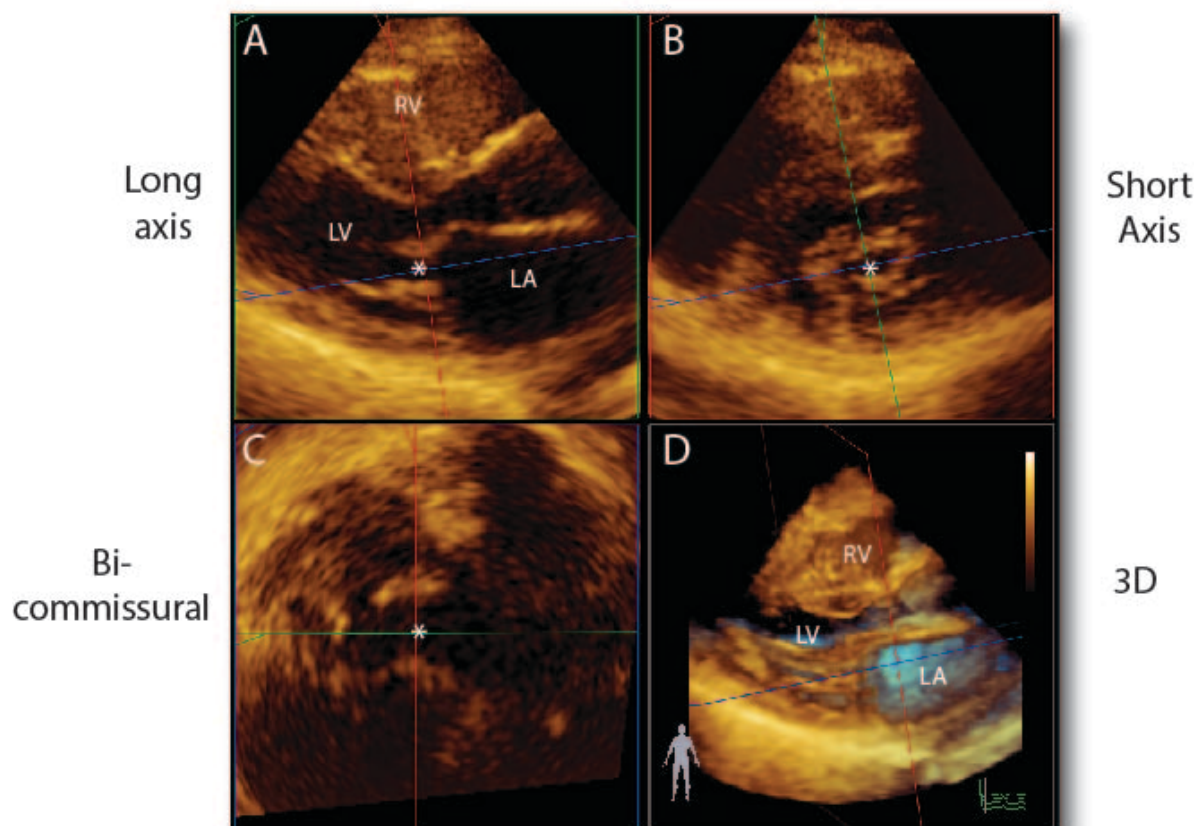 A
RV
LV
*
LA
Long
axis
B
*
Short
Axis
C
*
Bi-
commissural
D
RV
LV
LA
3D